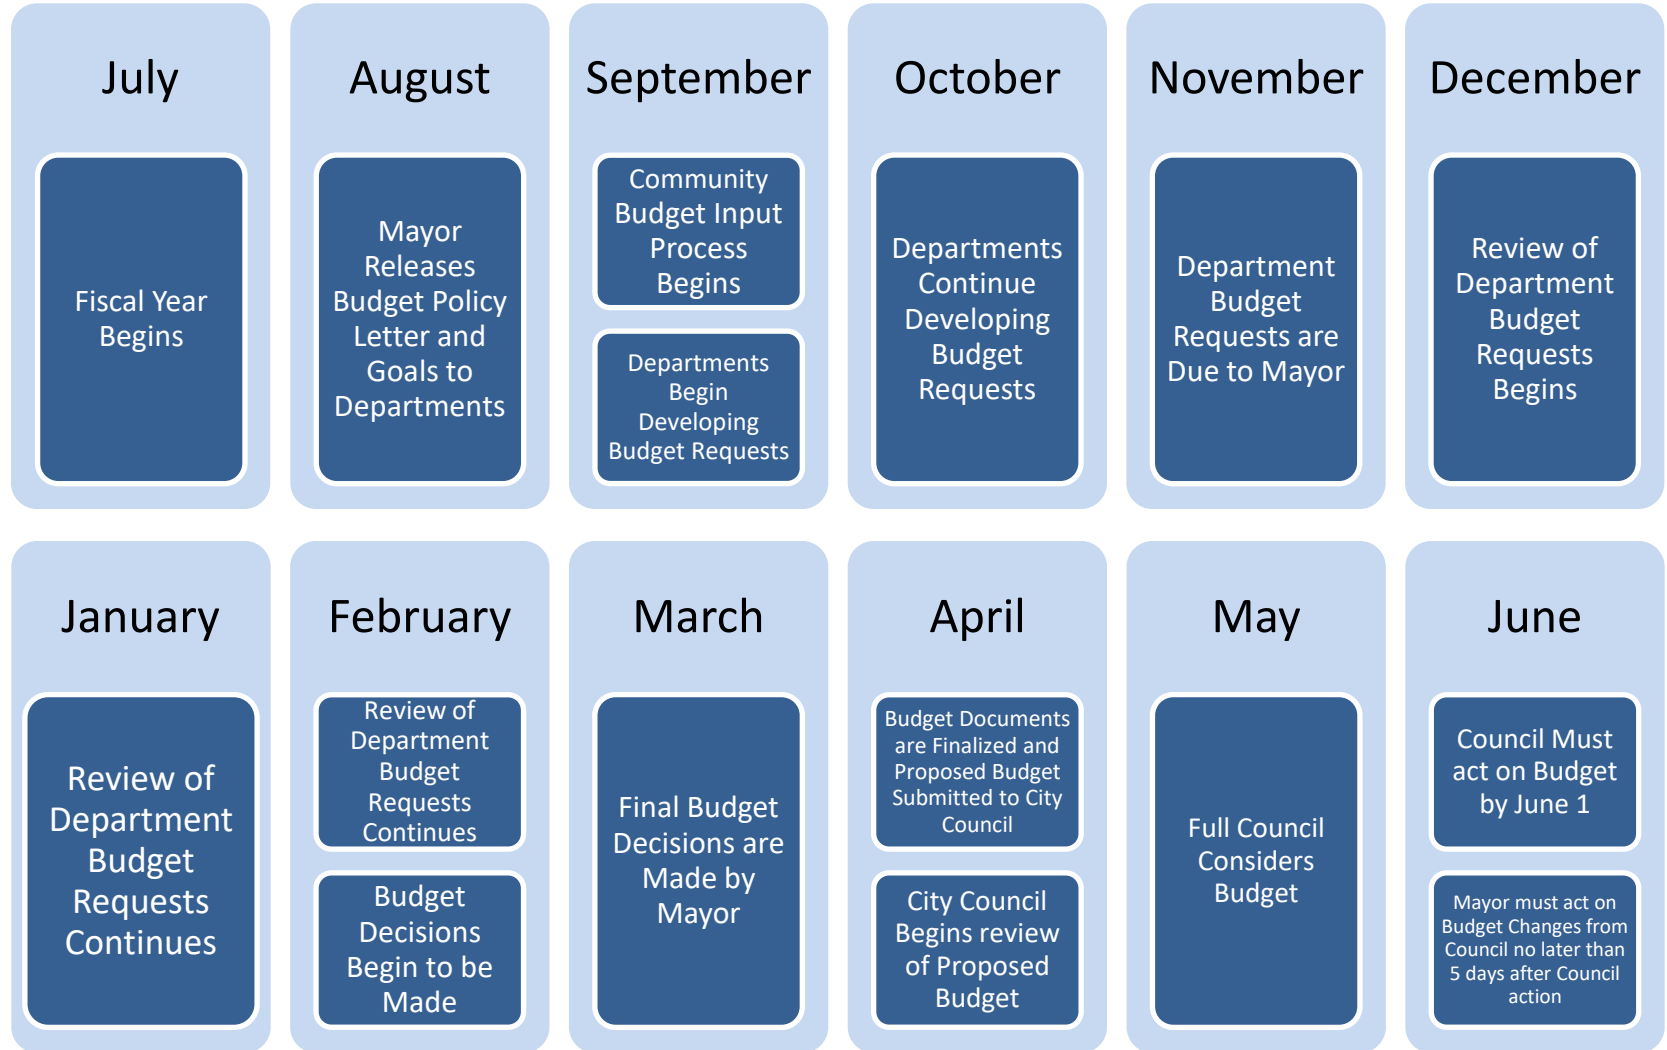 July
Fiscal Year
Begins
August
Mayor
Releases
Budget Policy
Letter and
Goals to
Departments
September
Community
Budget Input
Process
Begins
Departments
Begin
Developing
Budget Requests
October
Departments
Continue
Developing
Budget
Requests
November
Department
Budget
Requests are
Due to Mayor
December
Review of
Department
Budget
Requests
Begins
January
Review of
Department
Budget
Requests
Continues
February
Review of
Department
Budget
Requests
Continues
Budget
Decisions
Begin to be
Made
March
Final Budget
Decisions are
Made by
Mayor
April
Budget Documents
are Finalized and
Proposed Budget
Submitted to City
Council
City Council
Begins review
of Proposed
Budget
May
Full Council
Considers
Budget
June
Council Must
act on Budget
by June 1
Mayor must act on
Budget Changes from
Council no later than
5 days after Council
action